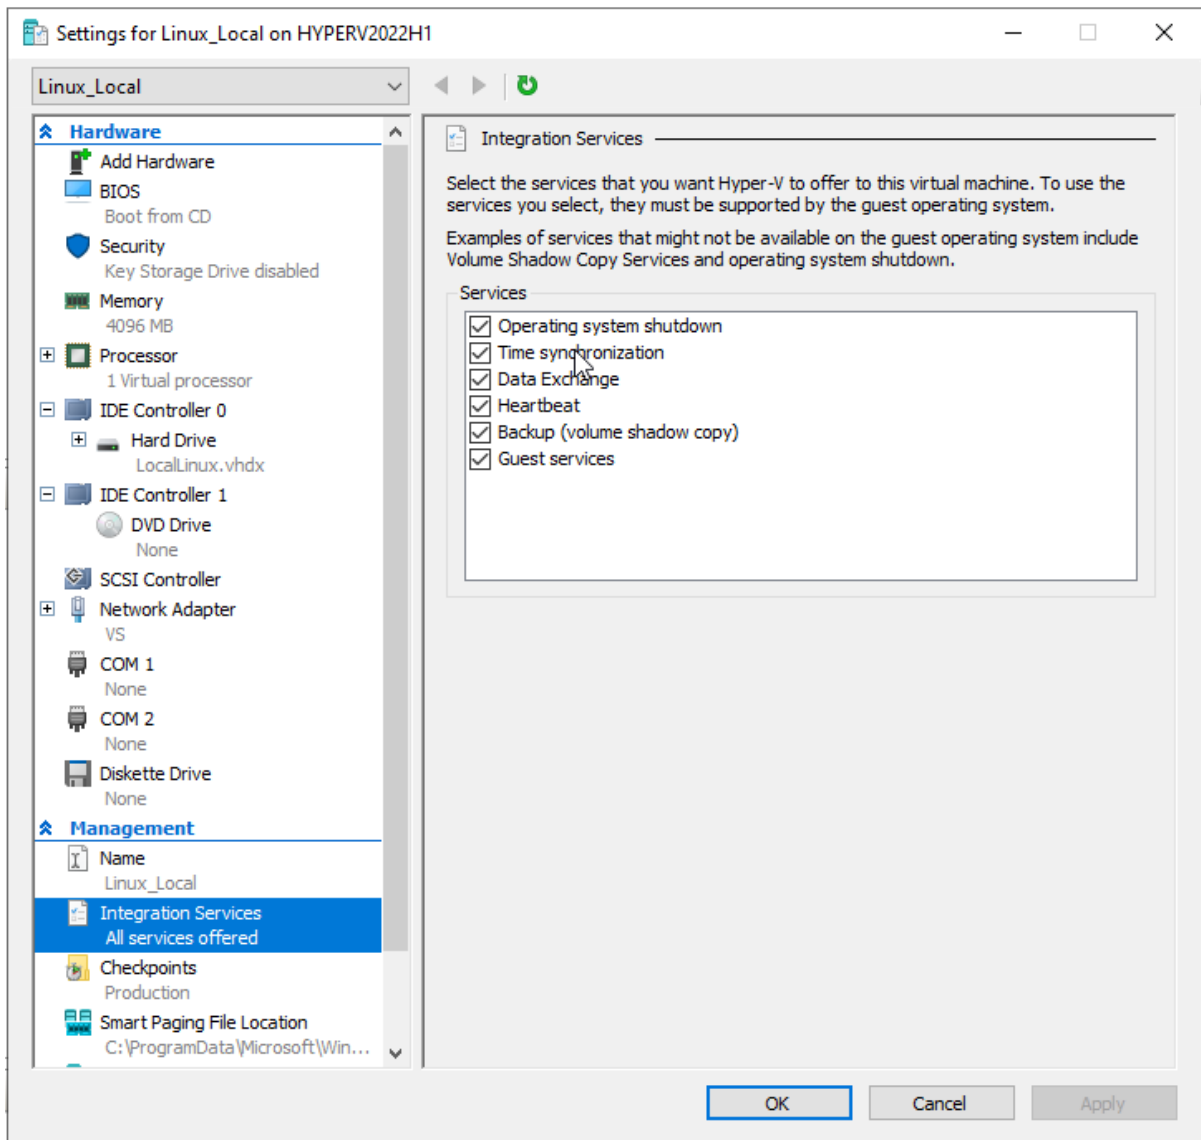 Settings for Linux_Local on HYPERV2022H1
Linux_Local
Hardware
Add Hardware
BIOS
Boot from CD
Security
Key Storage Drive disabled
Memory
4096 MB
Processor
1 Virtual processor
IDE Controller 0
Hard Drive
LocalLinux.vhdx
IDE Controller 1
DVD Drive
None
SCSI Controller
Network Adapter
VS
COM 1
None
COM 2
None
Diskette Drive
None
Management
Name
Linux_Local
Integration Services
All services offered
Checkpoints
Production
Smart Paging File Location
C:\ProgramData\Microsoft\Win...
Integration Services
Select the services that you want Hyper-V to offer to this virtual machine. To use the
services you select, they must be supported by the guest operating system.
Examples of services that might not be available on the guest operating system include
Volume Shadow Copy Services and operating system shutdown.
Services
Operating system shutdown
Time synchronization
Data Exchange
Heartbeat
Backup (volume shadow copy)
Guest services
OK
Cancel
Apply